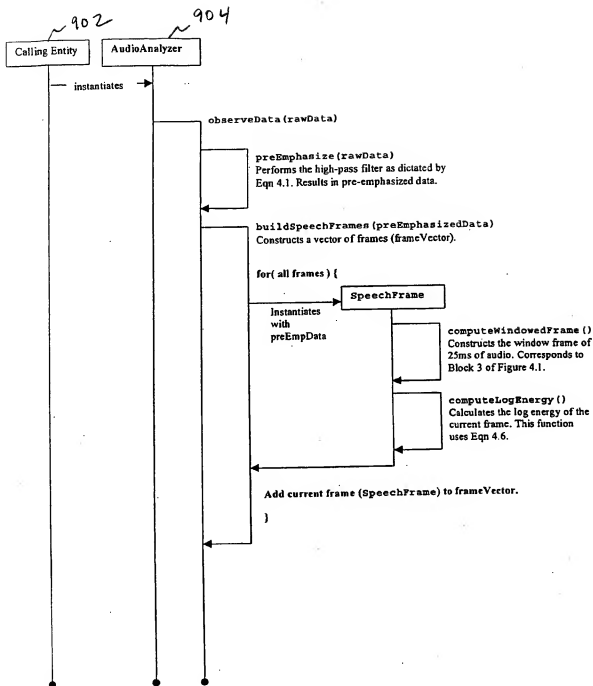 902
904
Calling Entity
AudioAnalyzer
instantiates
observeData(rawData)
preEmphasize(rawData)
Performs the high-pass filter as dictated by
Eqn 4.1. Results in pre-emphasized data.
buildSpeechFrames(preEmphasizedData)
Constructs a vector of frames (frameVector).
for( all frames ) {
SpeechFrame
Instantiates
with
preEmpData
computeWindowedFrame()
Constructs the window frame of
25ms of audio. Corresponds to
Block 3 of Figure 4.1.
computeLogEnergy()
Calculates the log energy of the
current frame. This function
uses Eqn 4.6.
Add current frame (SpeechFrame) to frameVector.
}